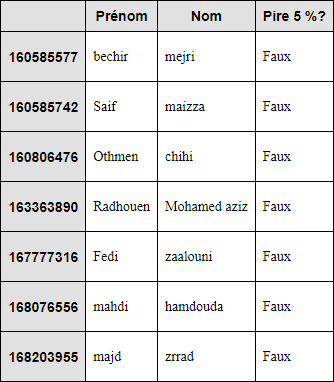 Prénom Nom Pire 5 %?
160585577 bechir mejri Faux
160585742 Saif maizza Faux
160806476 Othmen chihi Faux
163363890 Radhouen Mohamed aziz Faux
167777316 Fedi zaalouni Faux
168076556 mahdi hamdouda Faux
168203955 majd zrrad Faux